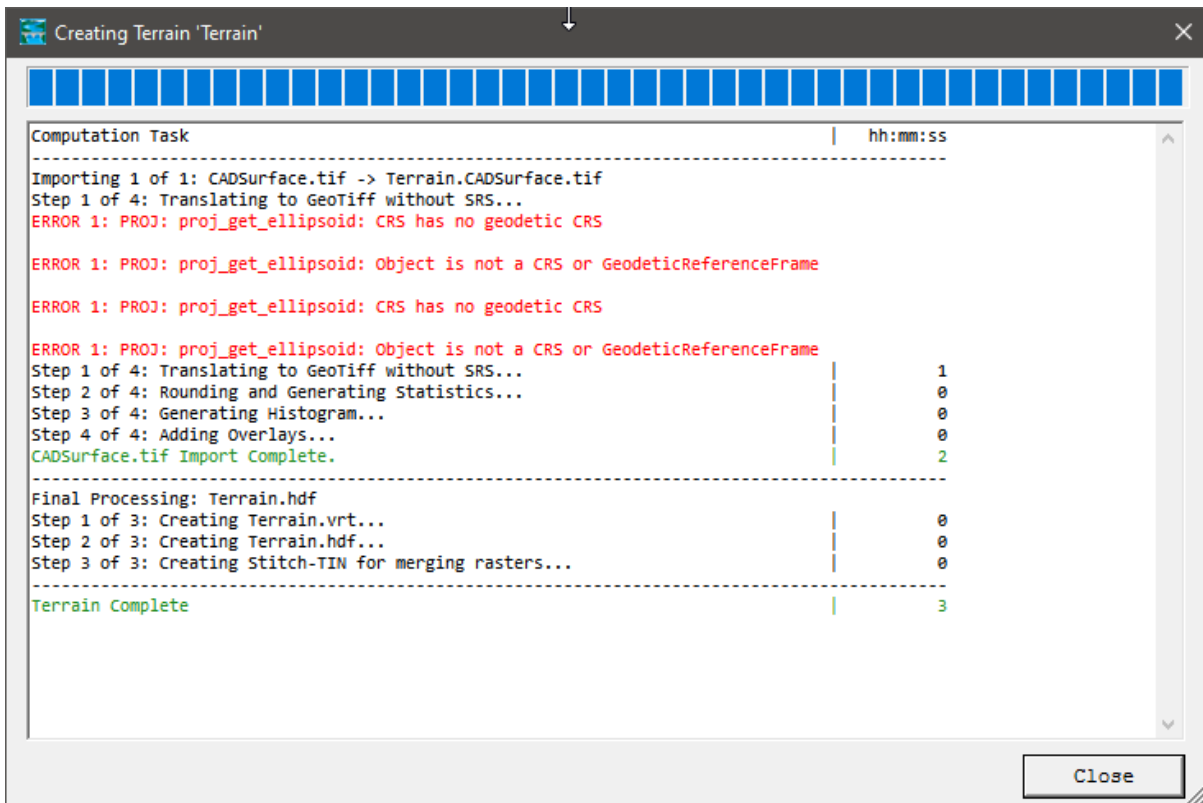 Creating Terrain 'Terrain'
Computation Task | hh:mm:ss
----------------------------------------------------------------------------------------
Importing 1 of 1: CADSurface.tif -> Terrain.CADSurface.tif
Step 1 of 4: Translating to GeoTiff without SRS...
ERROR 1: PROJ: proj_get_ellipsoid: CRS has no geodetic CRS
ERROR 1: PROJ: proj_get_ellipsoid: Object is not a CRS or GeodeticReferenceFrame
ERROR 1: PROJ: proj_get_ellipsoid: CRS has no geodetic CRS
ERROR 1: PROJ: proj_get_ellipsoid: Object is not a CRS or GeodeticReferenceFrame
Step 1 of 4: Translating to GeoTiff without SRS... | 1
Step 2 of 4: Rounding and Generating Statistics... | 0
Step 3 of 4: Generating Histogram... | 0
Step 4 of 4: Adding Overlays... | 0
CADSurface.tif Import Complete. | 2
----------------------------------------------------------------------------------------
Final Processing: Terrain.hdf
Step 1 of 3: Creating Terrain.vrt... | 0
Step 2 of 3: Creating Terrain.hdf... | 0
Step 3 of 3: Creating Stitch-TIN for merging rasters... | 0
----------------------------------------------------------------------------------------
Terrain Complete | 3
Close